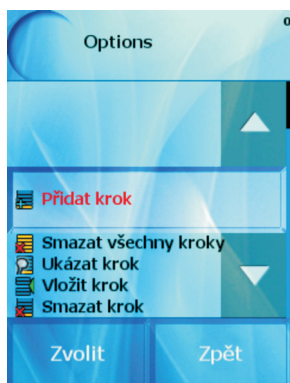 Options
Přidat krok
Smazat všechny kroky
Ukázat krok
Vložit krok
Smazat krok
Zvolit Zpět